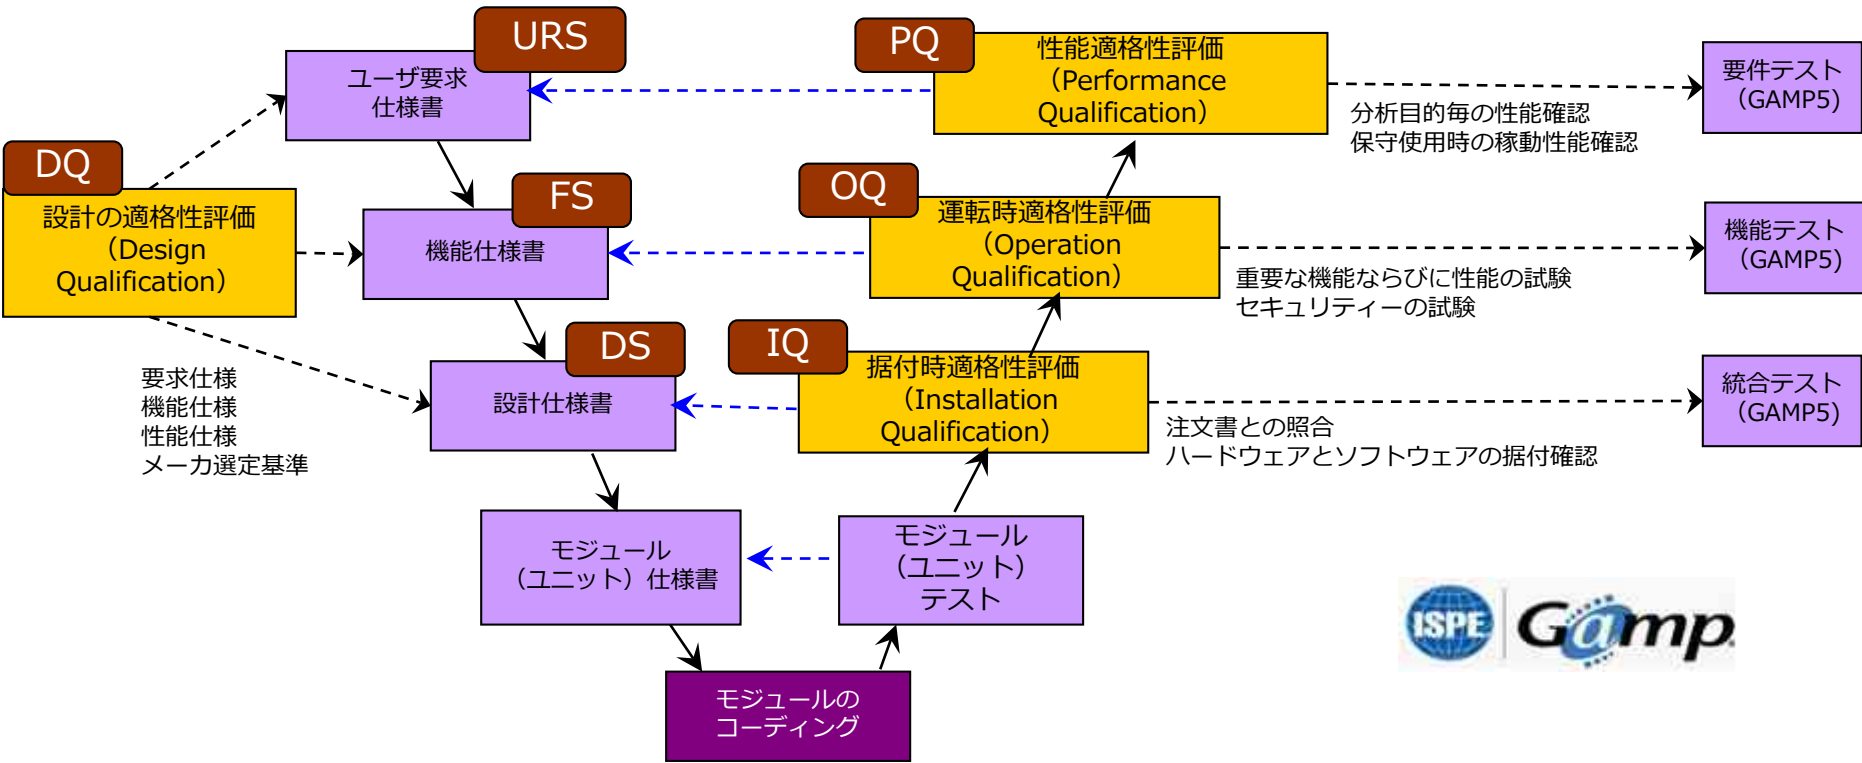 URS
ユーザ要求
仕様書
PQ
性能適格性評価
（Performance
Qualification）
要件テスト
（GAMP5)
分析目的毎の性能確認
保守使用時の稼動性能確認
DQ
設計の適格性評価
（Design
Qualification）
FS
機能仕様書
OQ
運転時適格性評価
（Operation
Qualification）
機能テスト
（GAMP5)
重要な機能ならびに性能の試験
セキュリティーの試験
要求仕様
機能仕様
性能仕様
メーカ選定基準
DS
設計仕様書
IQ
据付時適格性評価
（Installation
Qualification）
統合テスト
（GAMP5)
注文書との照合
ハードウェアとソフトウェアの据付確認
モジュール
（ユニット）仕様書
モジュール
（ユニット）
テスト
モジュールの
コーディング
ISPE Gamp